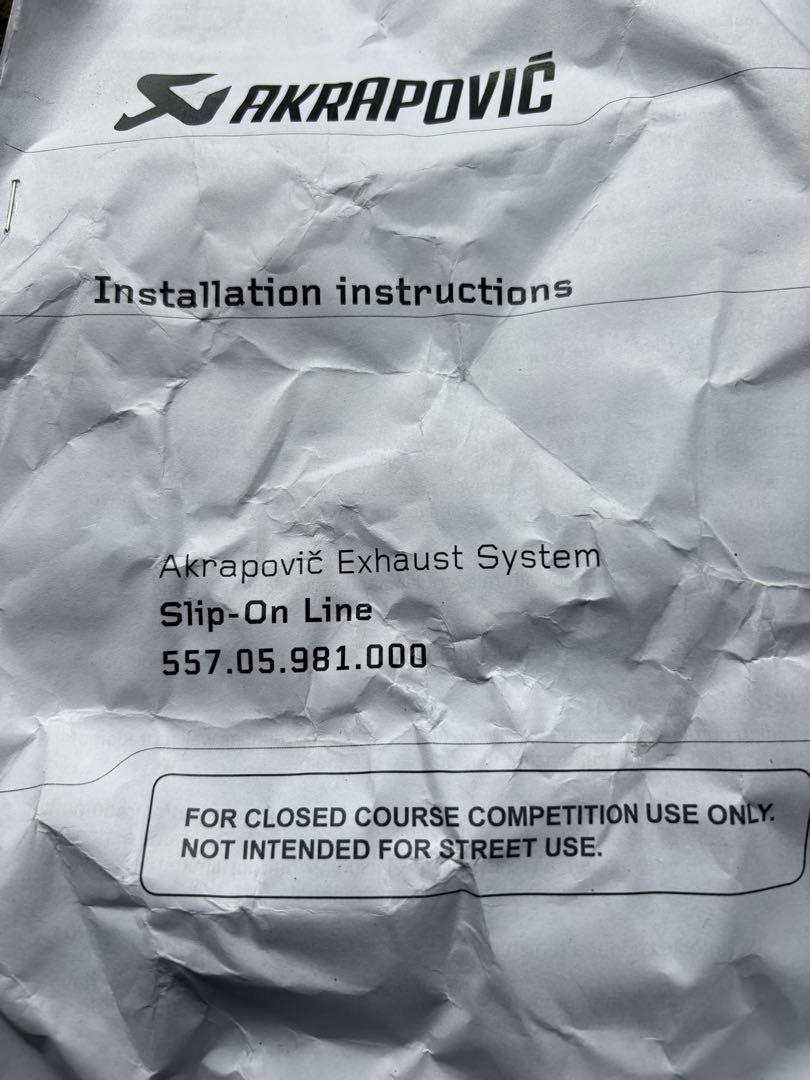 AKRAPOVIČ
Installation instructions
Akrapovič Exhaust System
Slip-On Line
557.05.981.000
FOR CLOSED COURSE COMPETITION USE ONLY.
NOT INTENDED FOR STREET USE.